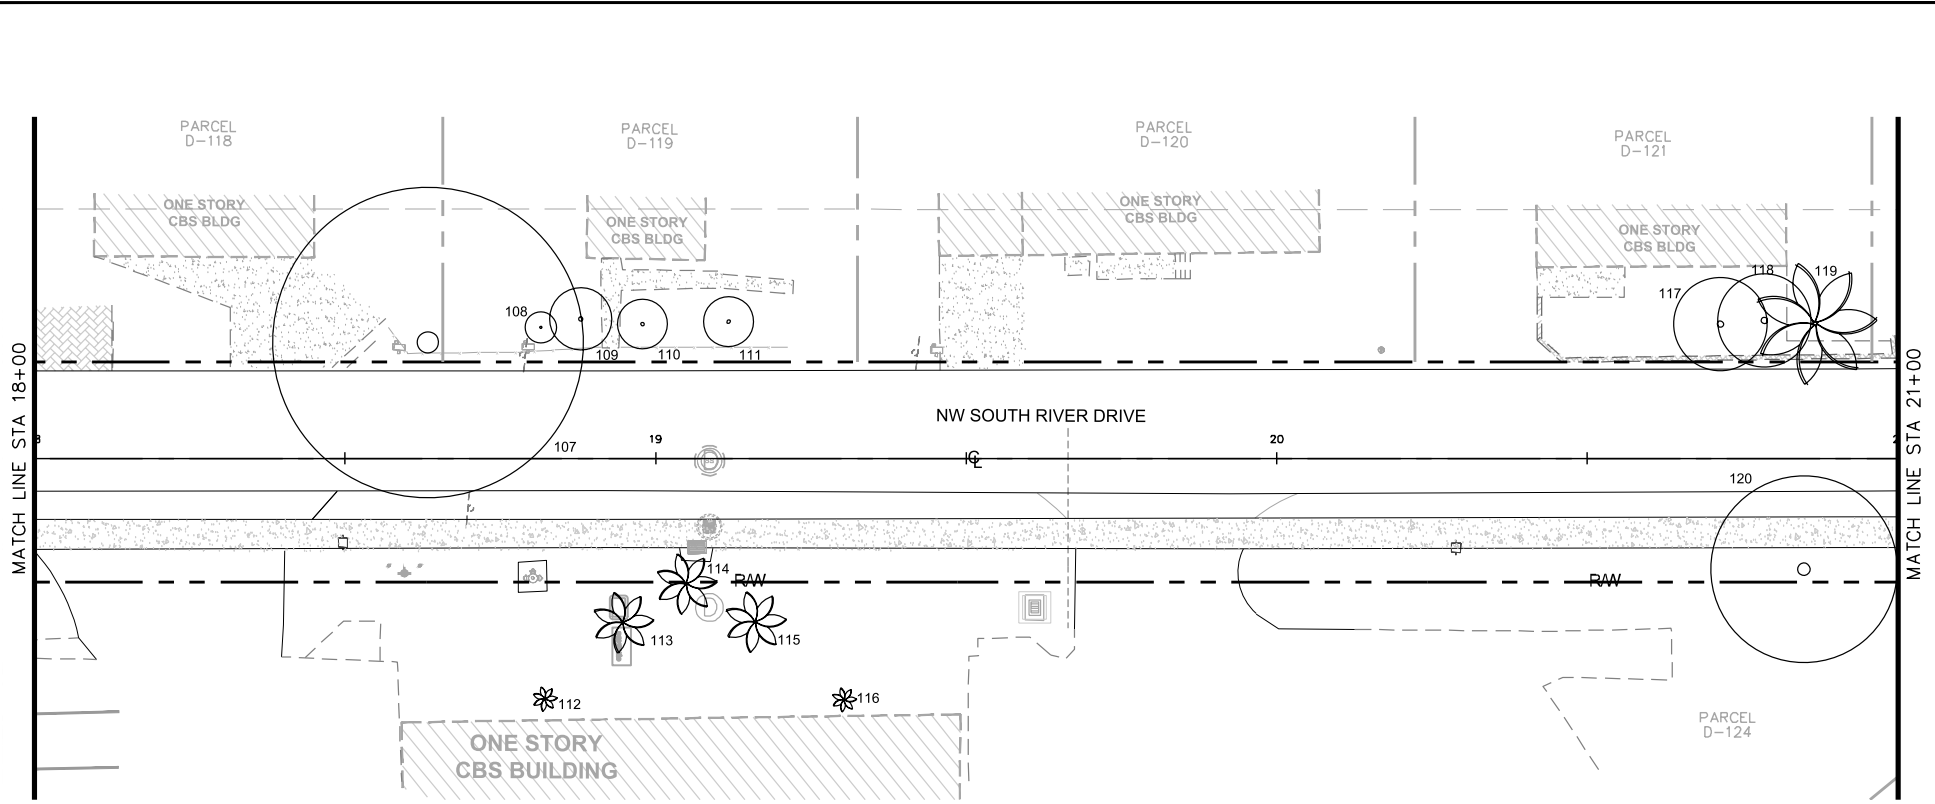 PARCEL
D-118
PARCEL
D-119
PARCEL
D-120
PARCEL
D-121
ONE STORY
CBS BLDG
ONE STORY
CBS BLDG
ONE STORY
CBS BLDG
ONE STORY
CBS BLDG
108
109
110
111
117
118
119
MATCH LINE STA 18+00
MATCH LINE STA 21+00
NW SOUTH RIVER DRIVE
107
19
20
CL
120
R/W
R/W
114
113
115
112
116
D
ONE STORY
CBS BUILDING
PARCEL
D-124